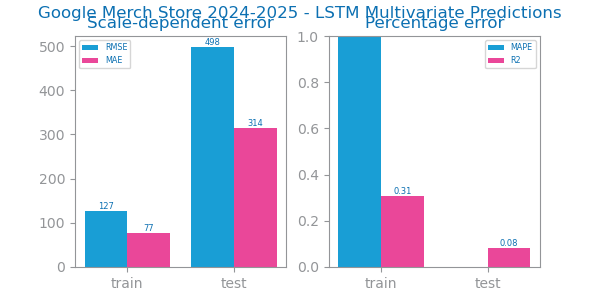 Google Merch Store 2024-2025 - LSTM Multivariate Predictions
Scale-dependent error
Percentage error
500
400
300
200
100
0
RMSE
MAE
127
77
498
314
train
test
1.0
0.8
0.6
0.4
0.2
0.0
MAPE
R2
0.31
0.08
train
test